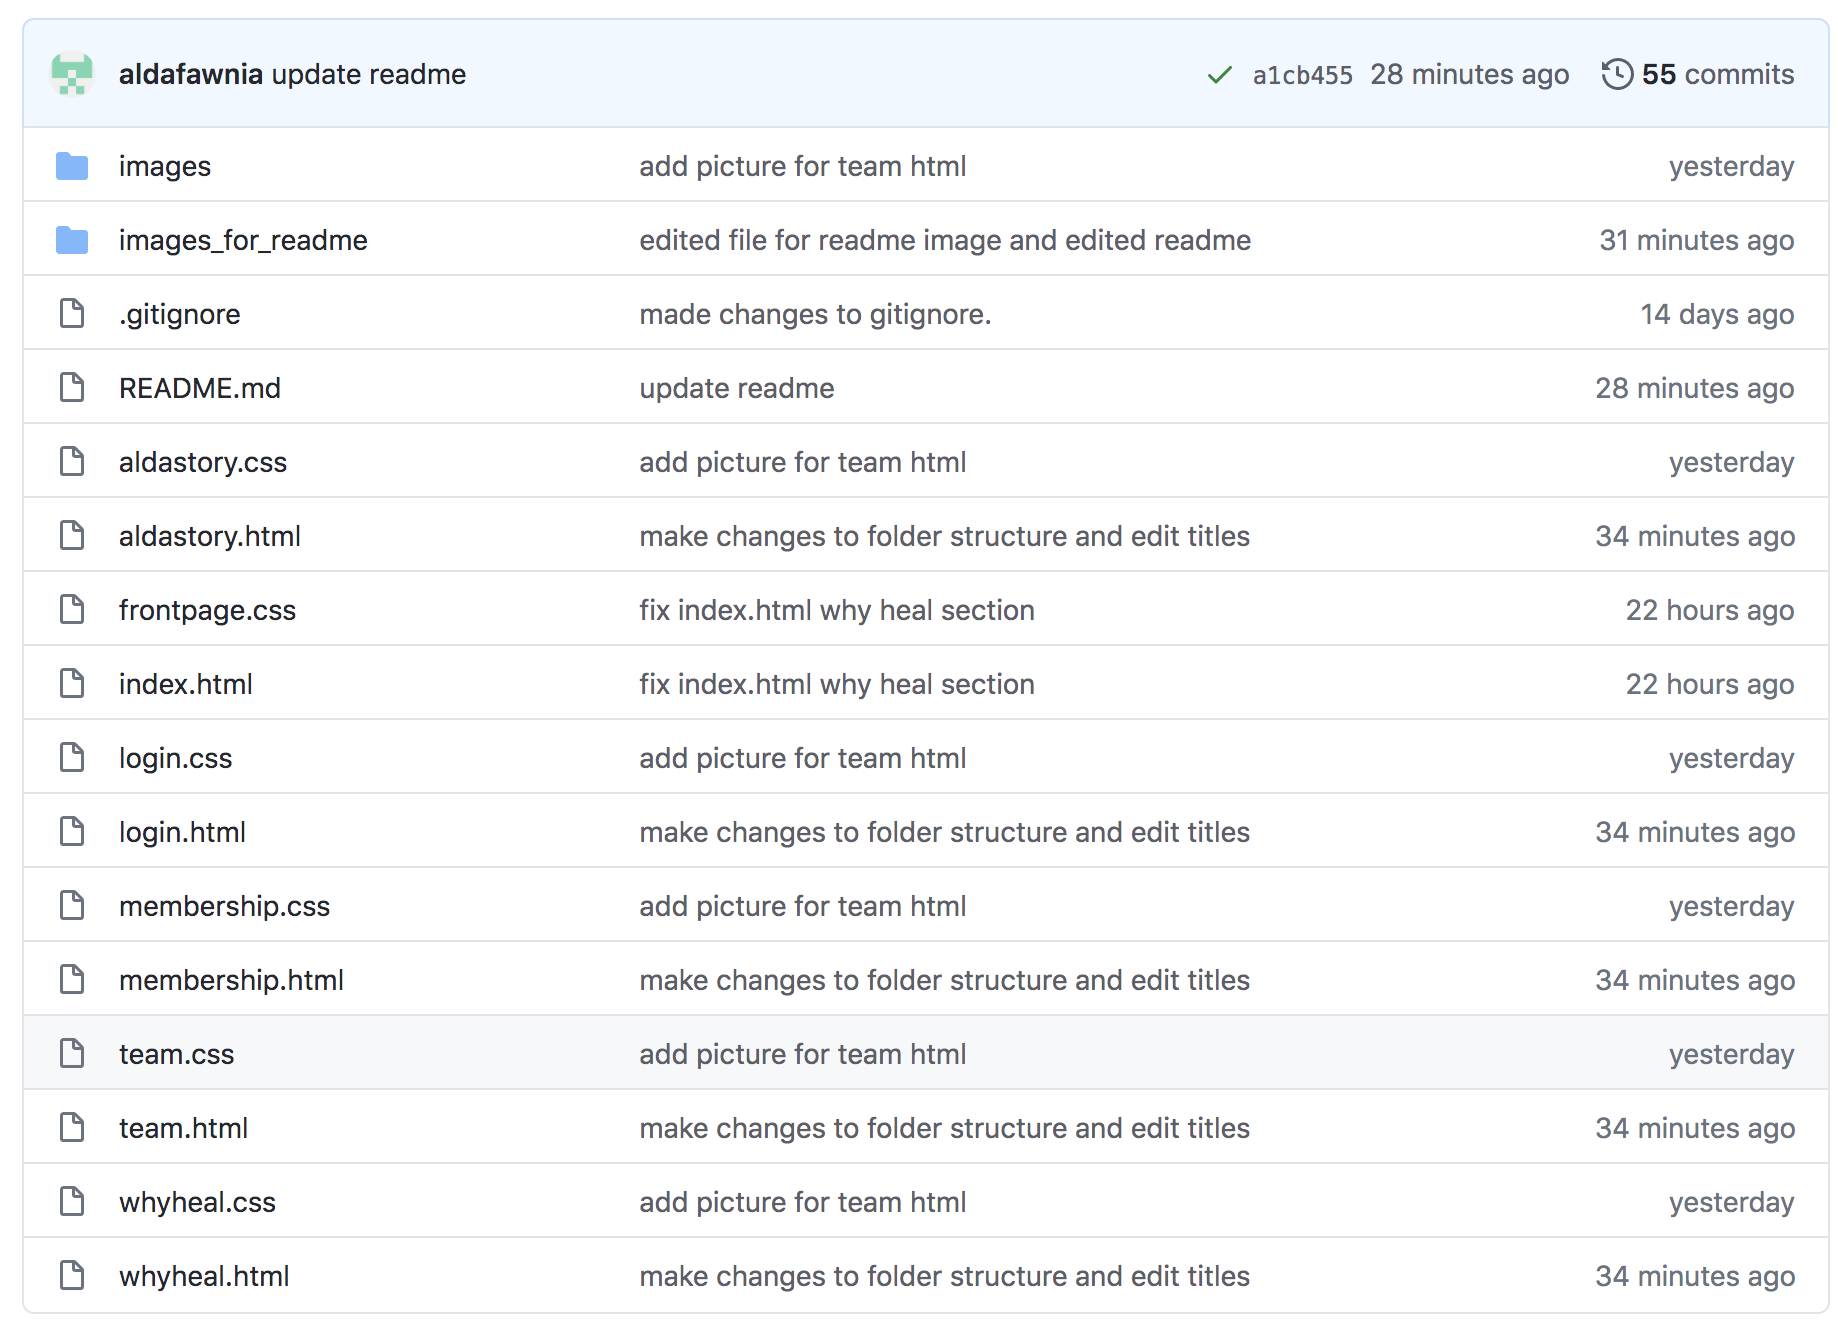 aldafawnia update readme a1cb455 28 minutes ago 55 commits
images add picture for team html yesterday
images_for_readme edited file for readme image and edited readme 31 minutes ago
.gitignore made changes to gitignore. 14 days ago
README.md update readme 28 minutes ago
aldastory.css add picture for team html yesterday
aldastory.html make changes to folder structure and edit titles 34 minutes ago
frontpage.css fix index.html why heal section 22 hours ago
index.html fix index.html why heal section 22 hours ago
login.css add picture for team html yesterday
login.html make changes to folder structure and edit titles 34 minutes ago
membership.css add picture for team html yesterday
membership.html make changes to folder structure and edit titles 34 minutes ago
team.css add picture for team html yesterday
team.html make changes to folder structure and edit titles 34 minutes ago
whyheal.css add picture for team html yesterday
whyheal.html make changes to folder structure and edit titles 34 minutes ago